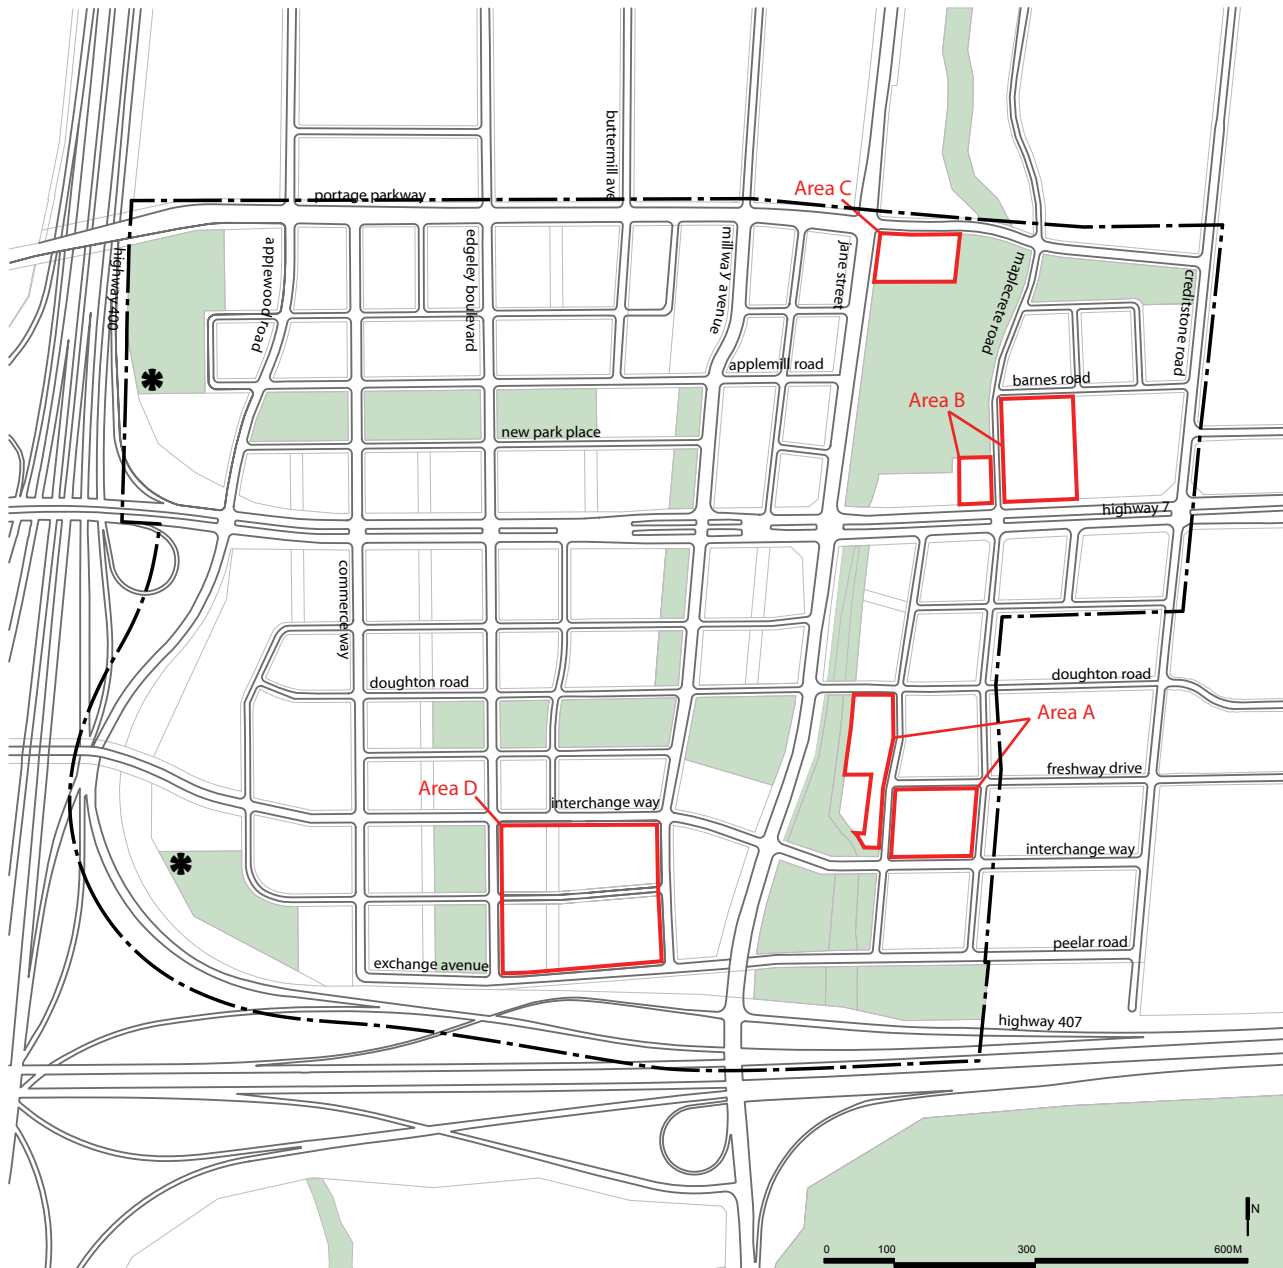 buttermill ave
Area C
portage parkway
highway 400
applewood road
edgeley boulevard
millway avenue
jane street
maplecrete road
creditstone road
applemill road
barnes road
Area B
new park place
highway 7
commerce way
doughton road
doughton road
Area A
freshway drive
Area D
interchange way
interchange way
peelar road
exchange avenue
highway 407
N
0 100 300 600M